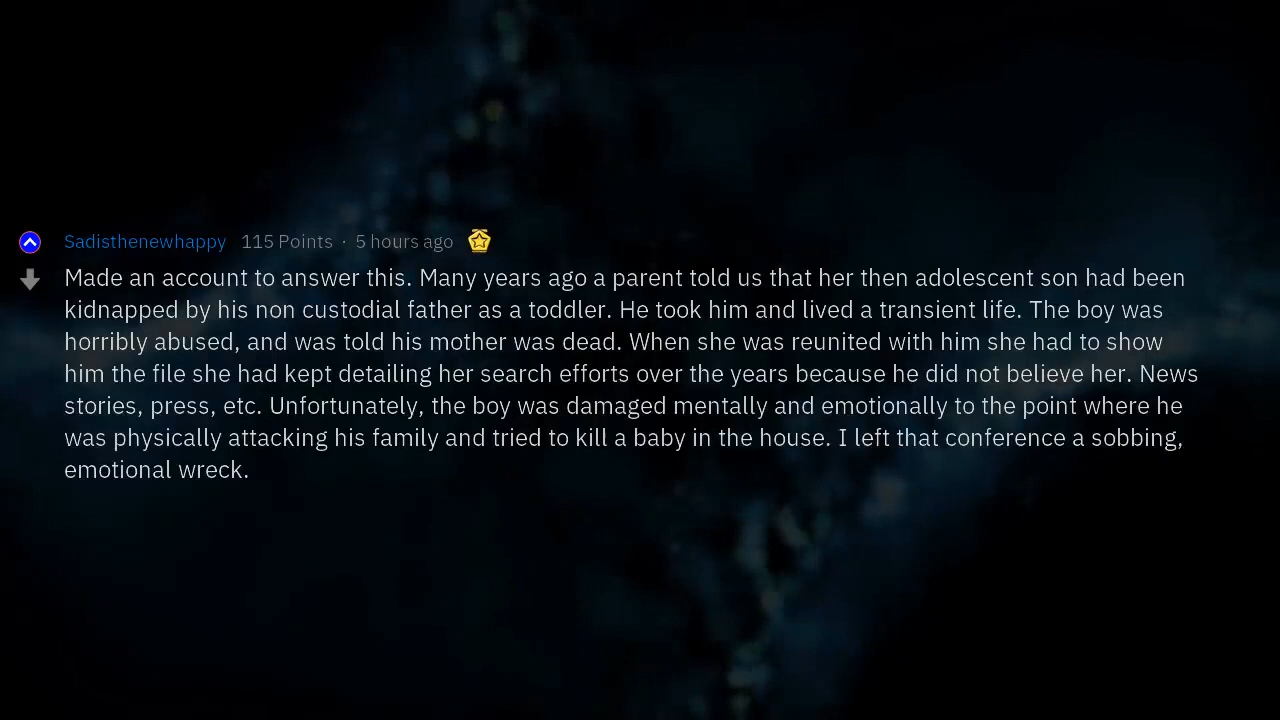 Sadisthenewhappy 115 Points · 5 hours ago
Made an account to answer this. Many years ago a parent told us that her then adolescent son had been
kidnapped by his non custodial father as a toddler. He took him and lived a transient life. The boy was
horribly abused, and was told his mother was dead. When she was reunited with him she had to show
him the file she had kept detailing her search efforts over the years because he did not believe her. News
stories, press, etc. Unfortunately, the boy was damaged mentally and emotionally to the point where he
was physically attacking his family and tried to kill a baby in the house. I left that conference a sobbing,
emotional wreck.